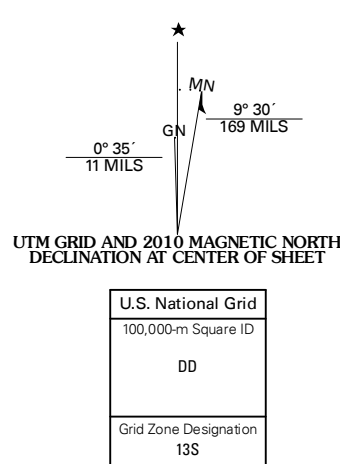 ★
MN
9° 30´
169 MILS
GN
0° 35´
11 MILS
UTM GRID AND 2010 MAGNETIC NORTH
DECLINATION AT CENTER OF SHEET
U.S. National Grid
100,000-m Square ID
DD
Grid Zone Designation
13S